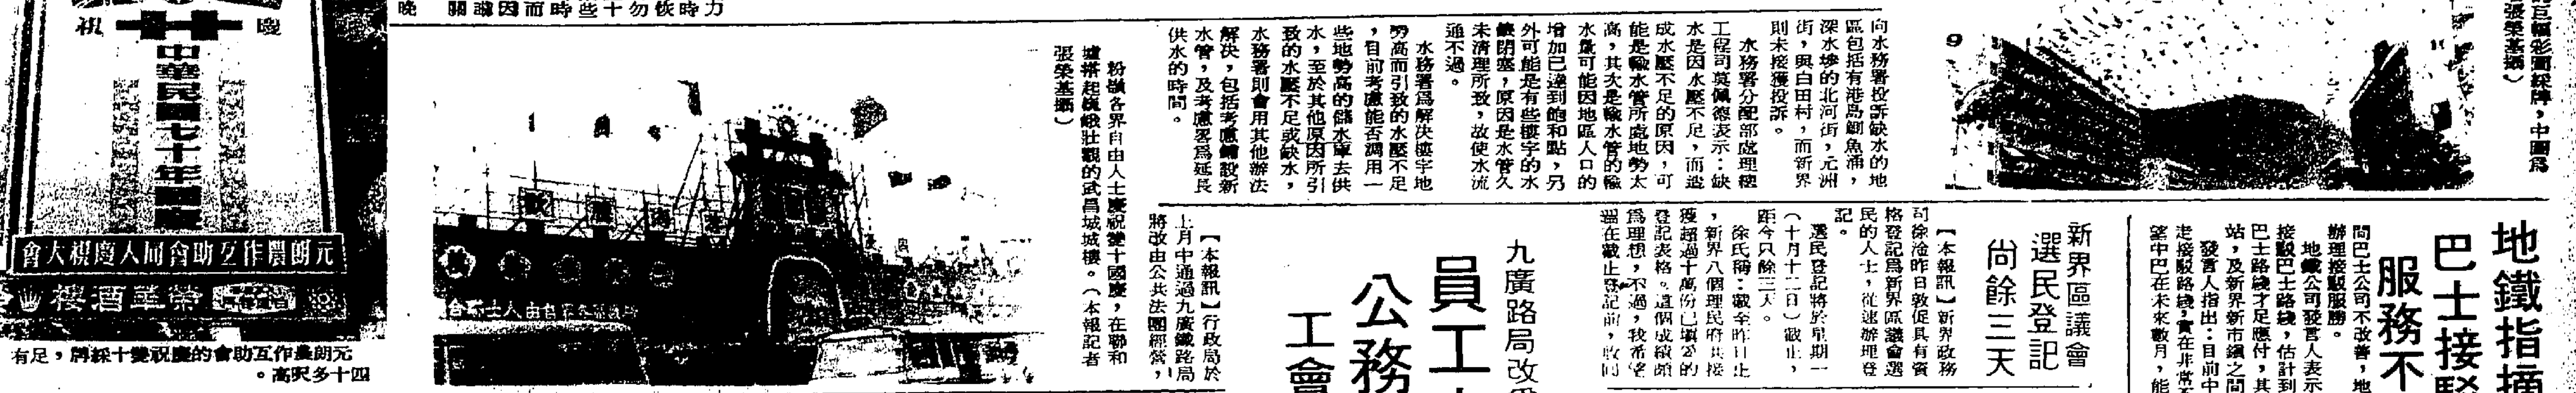 的巨幅彩圖綵牌，中圖爲
張榮基攝）
向水務署投訴缺水的地
區包括有港島鰂魚涌，
深水埗的北河街，元洲
街，與白田村，而新界
則未接獲投訴。
水務署分配部處理總
工程司莫佩德表示：缺
水是因水壓不足，而造
成水壓不足的原因，可
能是輸水管所處地勢太
高，其次是輸水管的輸
水量可能因地區人口的
增加已達到飽和點，另
外可能是有些樓宇的水
鏽閉塞，原因是水管久
未清理所致，故使水流
通不過。
水務署爲解決樓宇地
勢高而引致的水壓不足
，目前考慮能否調用一
些地勢高的儲水庫去供
水，至於其他原因所引
致的水壓不足或缺水，
水務署則會用其他辦法
解決，包括考慮鋪設新
水管，及考慮署爲延長
供水的時間。
粉嶺各界自由人士慶祝雙十國慶，在聯和
墟搭起巍峨壯觀的武昌城城樓。（本報記者
張榮基攝）
慶祝
中華民國七十年國慶
元朗農作互助會同人慶祝大會
榮華酒樓
元朗農作互助會的慶祝雙十綵牌，足有
四十多呎高。
地鐵指摘
巴士接駁
服務不
問巴士公司不改善，地
辦理接駁服務。
地鐵公司發言人表示
接駁巴士路綫，估計到
巴士路綫才足應付，其
站，及新界新市鎮之間
發言人指出：目前中
走接駁路綫，實在非常不
望中巴在未來數月，能
新界區議會
選民登記
尚餘三天
【本報訊】新界政務
司徐淦昨日敦促具有資
格登記爲新界區議會選
民的人士，從速辦理登
記。
選民登記將於星期一
（十月十二日）截止，
距今只餘三天。
徐氏稱：截至昨日止
，新界八個理民府共接
獲超過十萬份已填妥的
登記表格。這個成績頗
爲理想，不過，我希望
還在截止登記前，收回
九廣路局改
員工
公務
工會
【本報訊】行政局於
上月中通過九廣鐵路局
將改由公共法團經營，